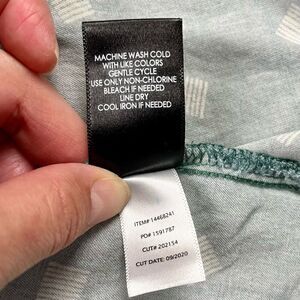 MACHINE WASH COLD
WITH LIKE COLORS
GENTLE CYCLE
USE ONLY NON-CHLORINE
BLEACH IF NEEDED
LINE DRY
COOL IRON IF NEEDED
ITEM# 14468241
PO# 1591787
CUT# 202154
CUT DATE: 09/2020